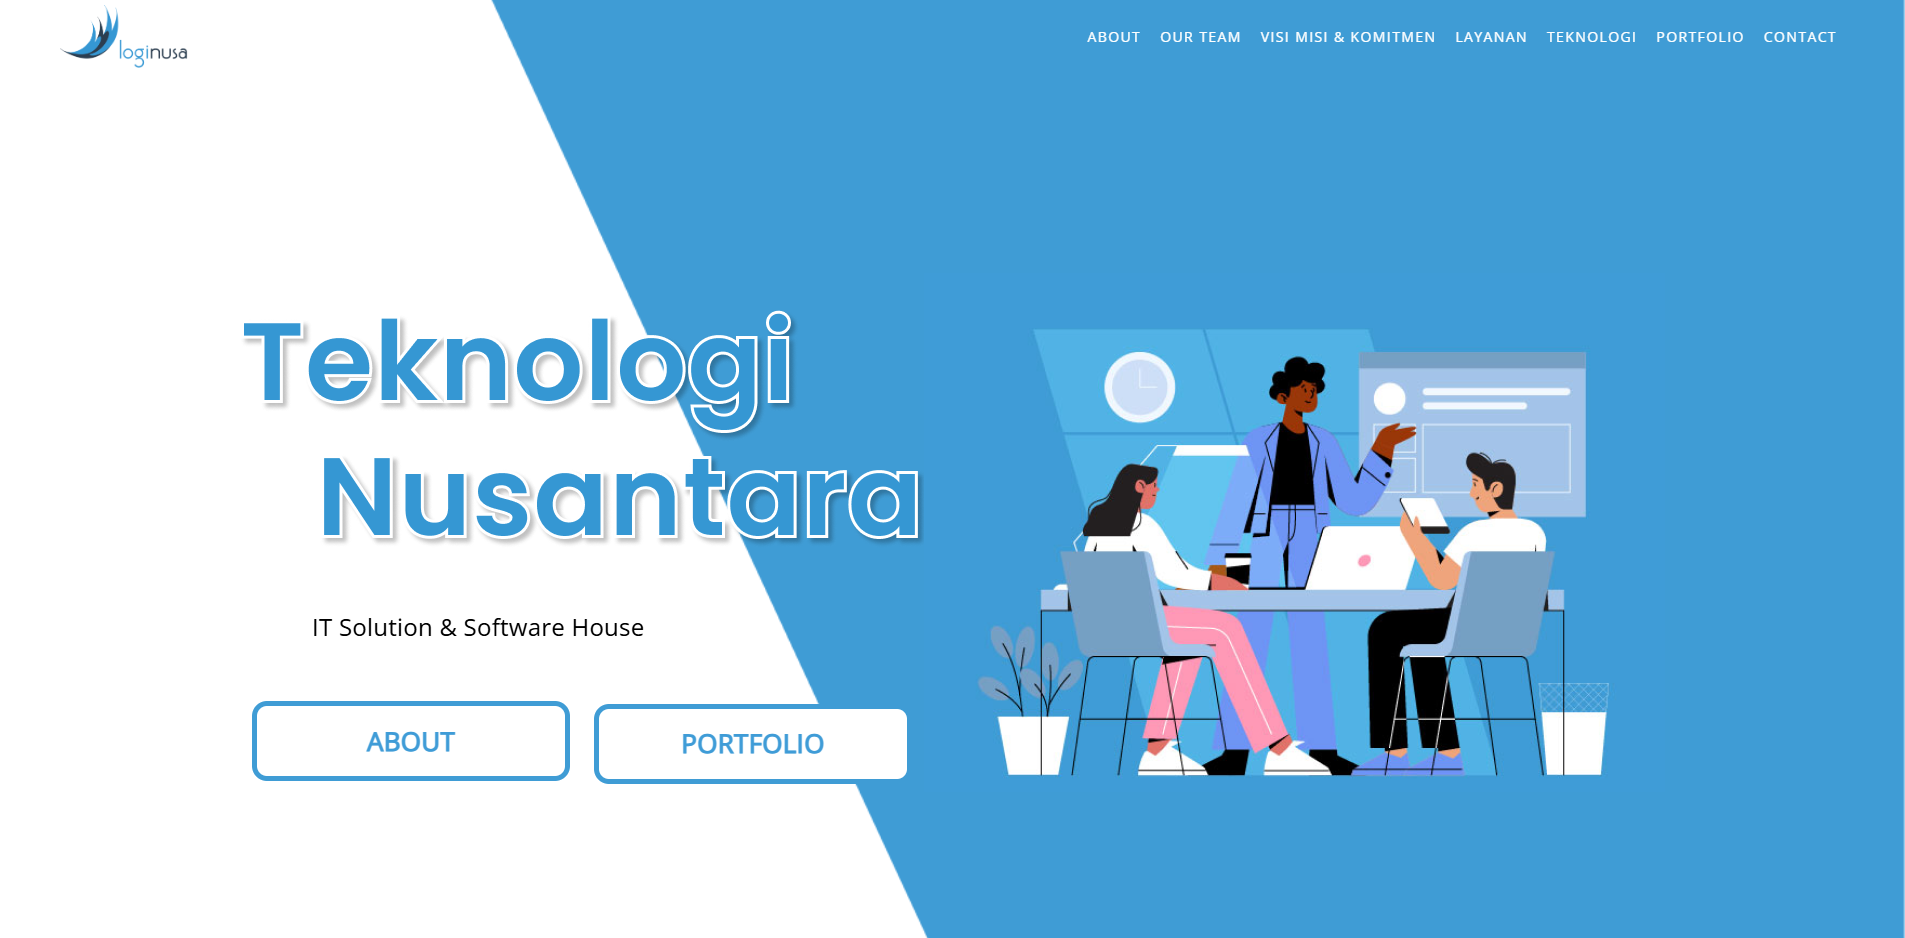 loginusa
ABOUT OUR TEAM VISI MISI & KOMITMEN LAYANAN TEKNOLOGI PORTFOLIO CONTACT
Teknologi
Nusantara
IT Solution & Software House
ABOUT
PORTFOLIO